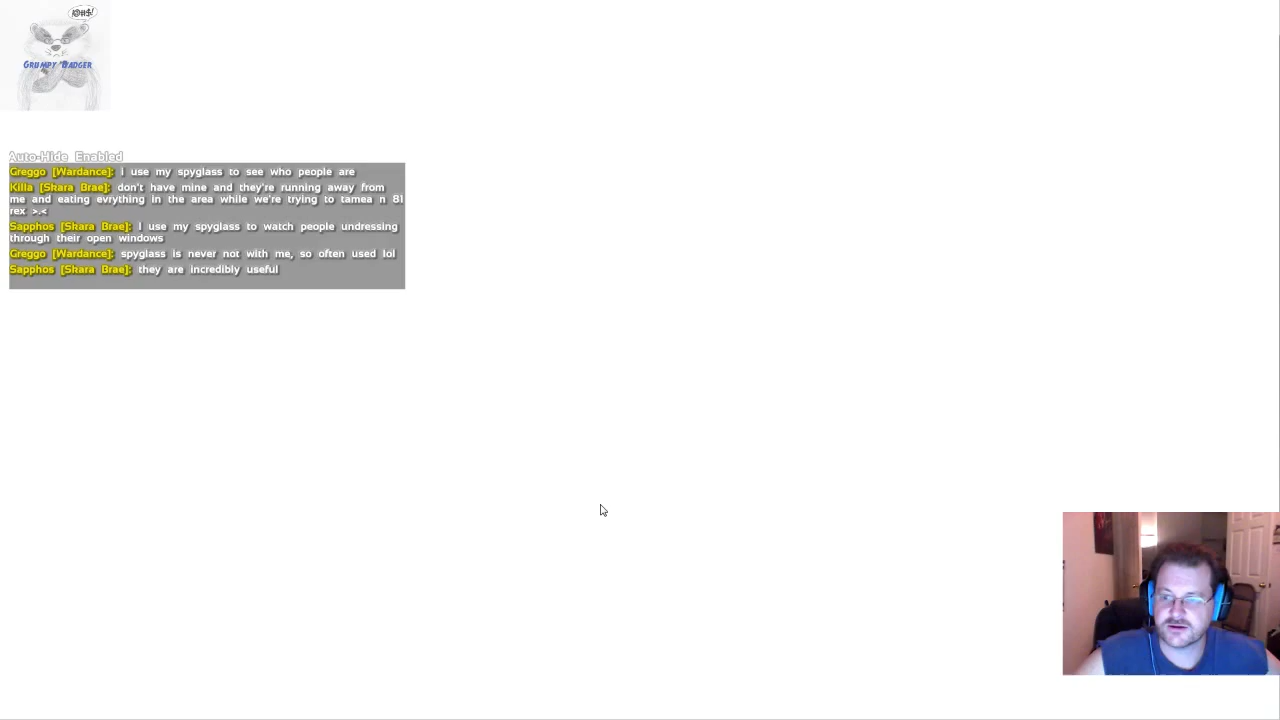 !@#$!
GRUMPY BADGER
Auto-Hide Enabled
Greggo [Wardance]: i use my spyglass to see who people are
Killa [Skara Brae]: don't have mine and they're running away from
me and eating evrything in the area while we're trying to tamea n 81
rex >.<
Sapphos [Skara Brae]: I use my spyglass to watch people undressing
through their open windows
Greggo [Wardance]: spyglass is never not with me, so often used lol
Sapphos [Skara Brae]: they are incredibly useful